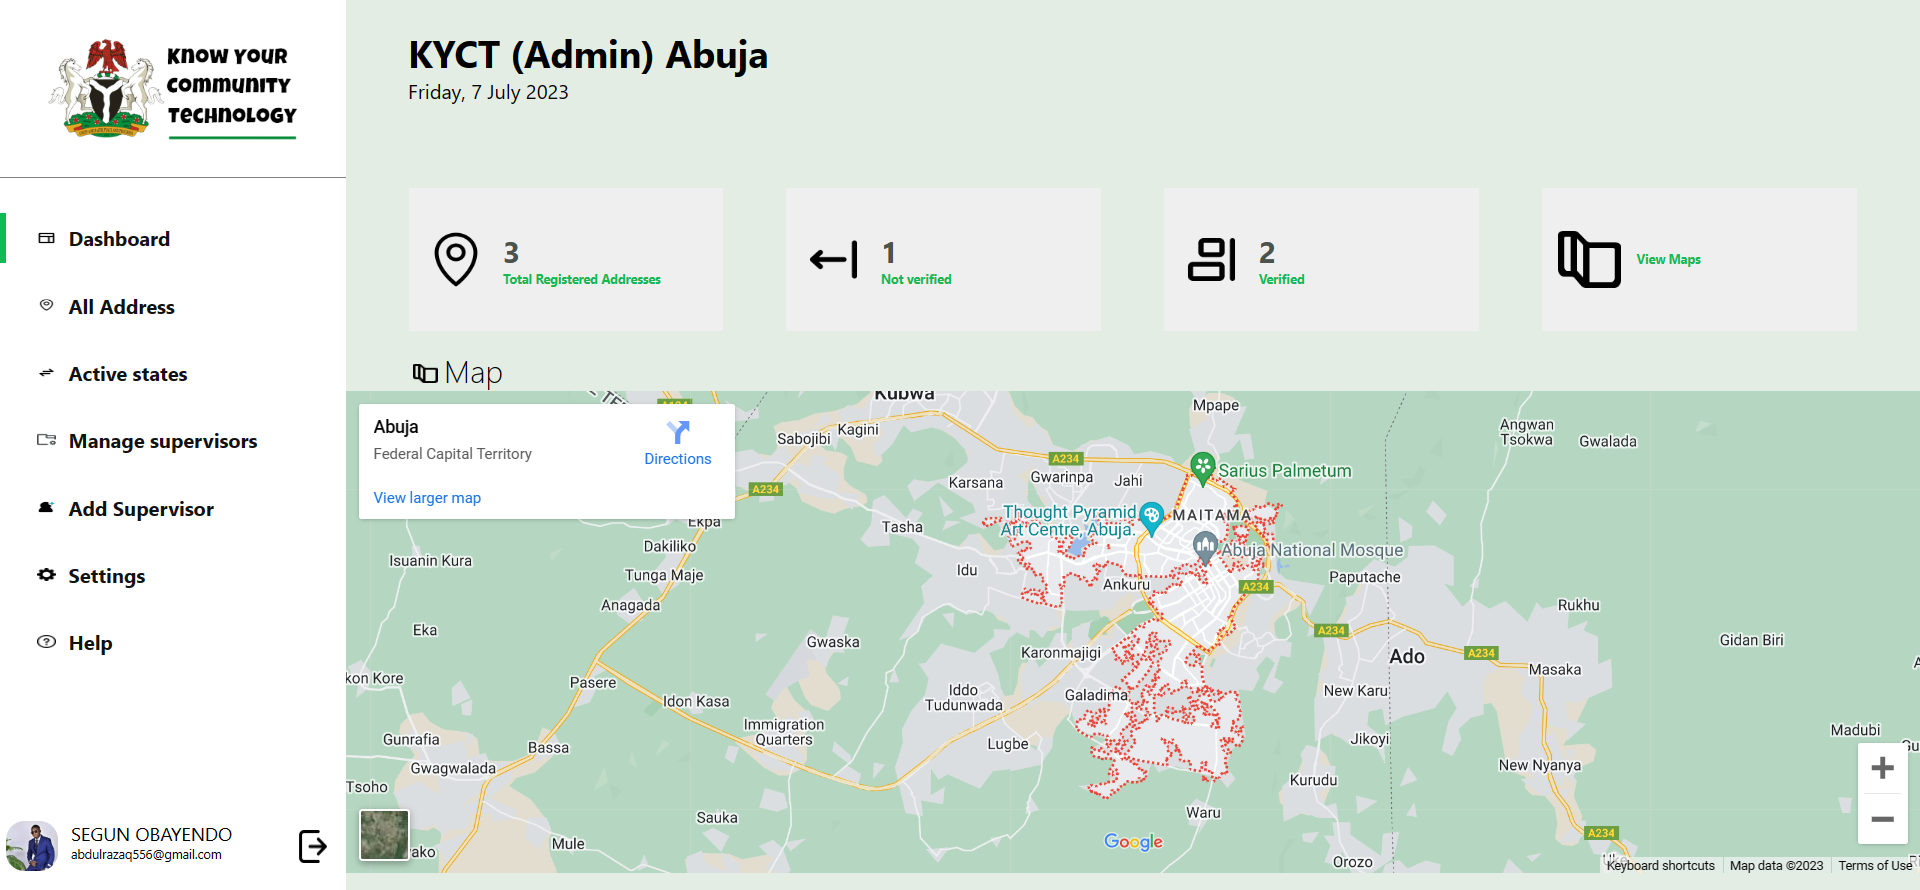 Know your
Community
Technology
Dashboard
All Address
Active states
Manage supervisors
Add Supervisor
Settings
Help
SEGUN OBAYENDO
abdulrazaq556@gmail.com
KYCT (Admin) Abuja
Friday, 7 July 2023
3
Total Registered Addresses
1
Not verified
2
Verified
View Maps
Map
Abuja
Federal Capital Territory
Directions
View larger map
Kubwa
Mpape
Sabojibi
Kagini
Angwan
Tsokwa
Gwalada
A234
Sarius Palmetum
Karsana
Gwarinpa
Jahi
A234
Thought Pyramid
Art Centre, Abuja.
MAITAMA
Ekpa
Tasha
Dakiliko
Abuja National Mosque
Isuanin Kura
Tunga Maje
Idu
Ankuru
A234
Paputache
Anagada
Rukhu
Eka
Gwaska
A234
Gidan Biri
Karonmajigi
Ado
A234
Masaka
kon Kore
Pasere
Idon Kasa
Iddo
Tudunwada
Galadima
New Karu
Immigration
Quarters
Gunrafia
Bassa
Lugbe
Jikoyi
Madubi
Gwagwalada
New Nyanya
Tsoho
Kurudu
Sauka
Waru
Mule
ako
A234
Orozo
Google
Keyboard shortcuts
Map data ©2023
Terms of Use